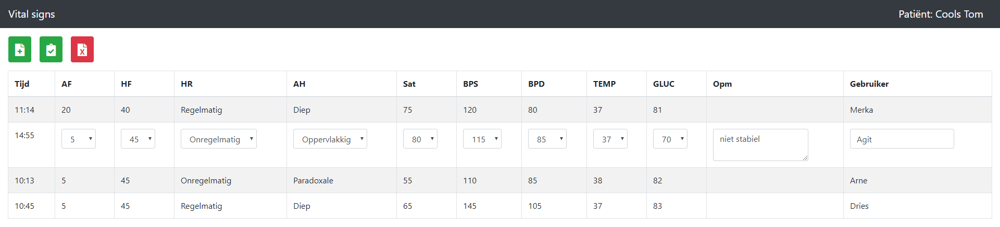 Vital signs Patiënt: Cools Tom
Tijd AF HF HR AH Sat BPS BPD TEMP GLUC Opm Gebruiker
11:14 20 40 Regelmatig Diep 75 120 80 37 81 Merka
14:55 5 45 Onregelmatig Oppervlakkig 80 115 85 37 70 niet stabiel Agit
10:13 5 45 Onregelmatig Paradoxale 55 110 85 38 82 Arne
10:45 5 45 Regelmatig Diep 65 145 105 37 83 Dries